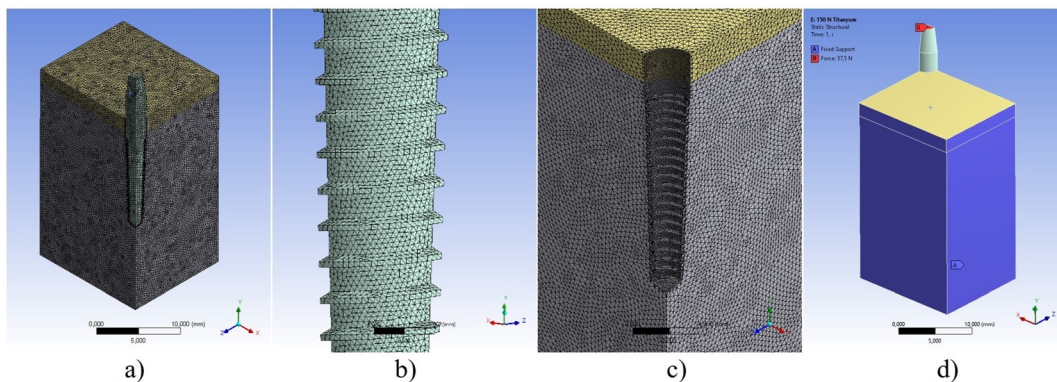 E: 150 N Titanyum
Static Structural
Time: 1, s
A Fixed Support
B Force: 37,5 N
B
A
0,000 10,000 (mm)
5,000
Y
Z
X
X
Y
Z
0,000 10,000 (mm)
5,000
Y
X
Z
a)
b)
c)
d)